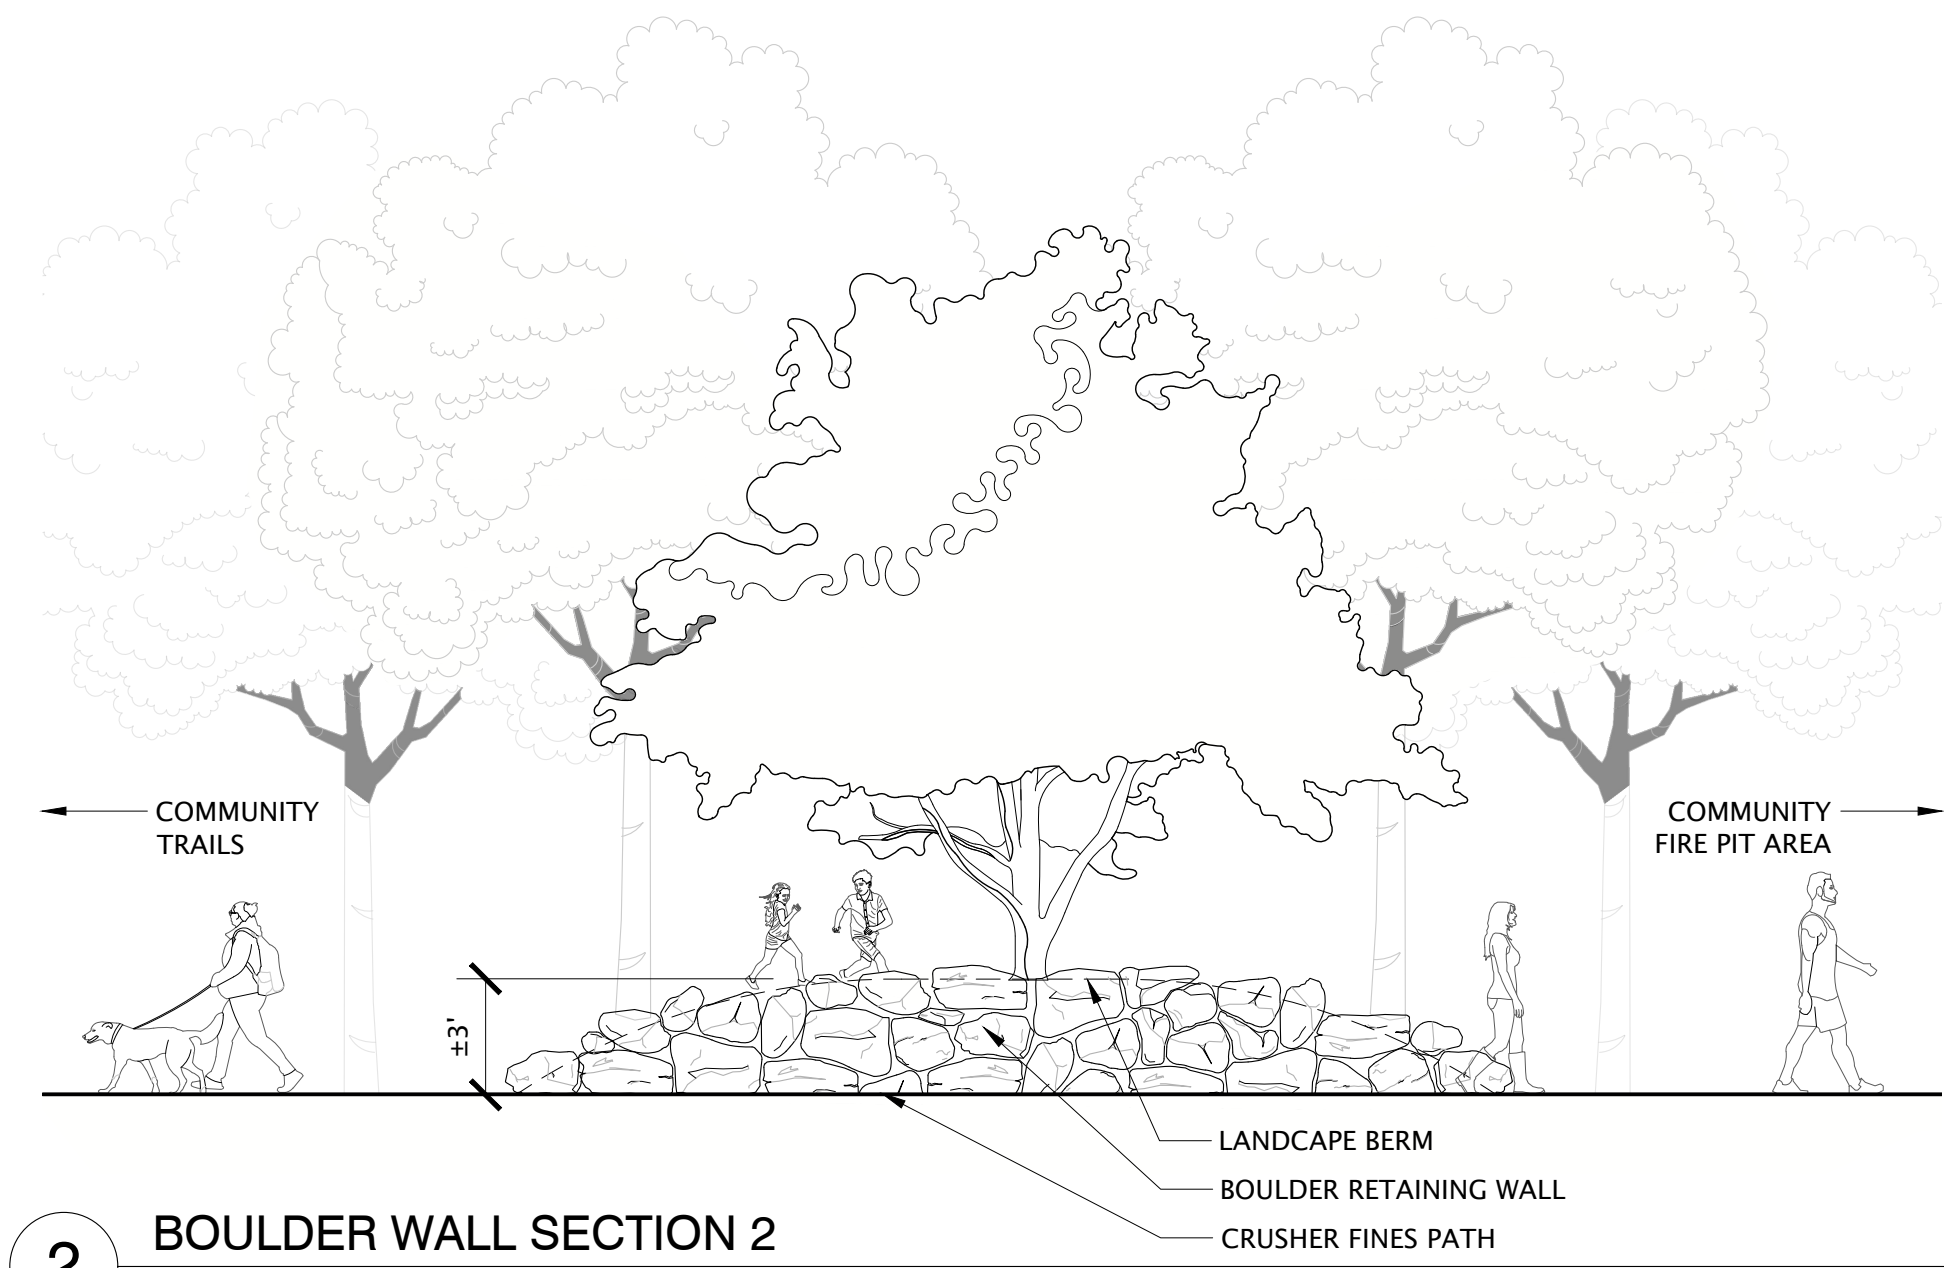 COMMUNITY
TRAILS
COMMUNITY
FIRE PIT AREA
±3'
LANDCAPE BERM
BOULDER RETAINING WALL
CRUSHER FINES PATH
BOULDER WALL SECTION 2